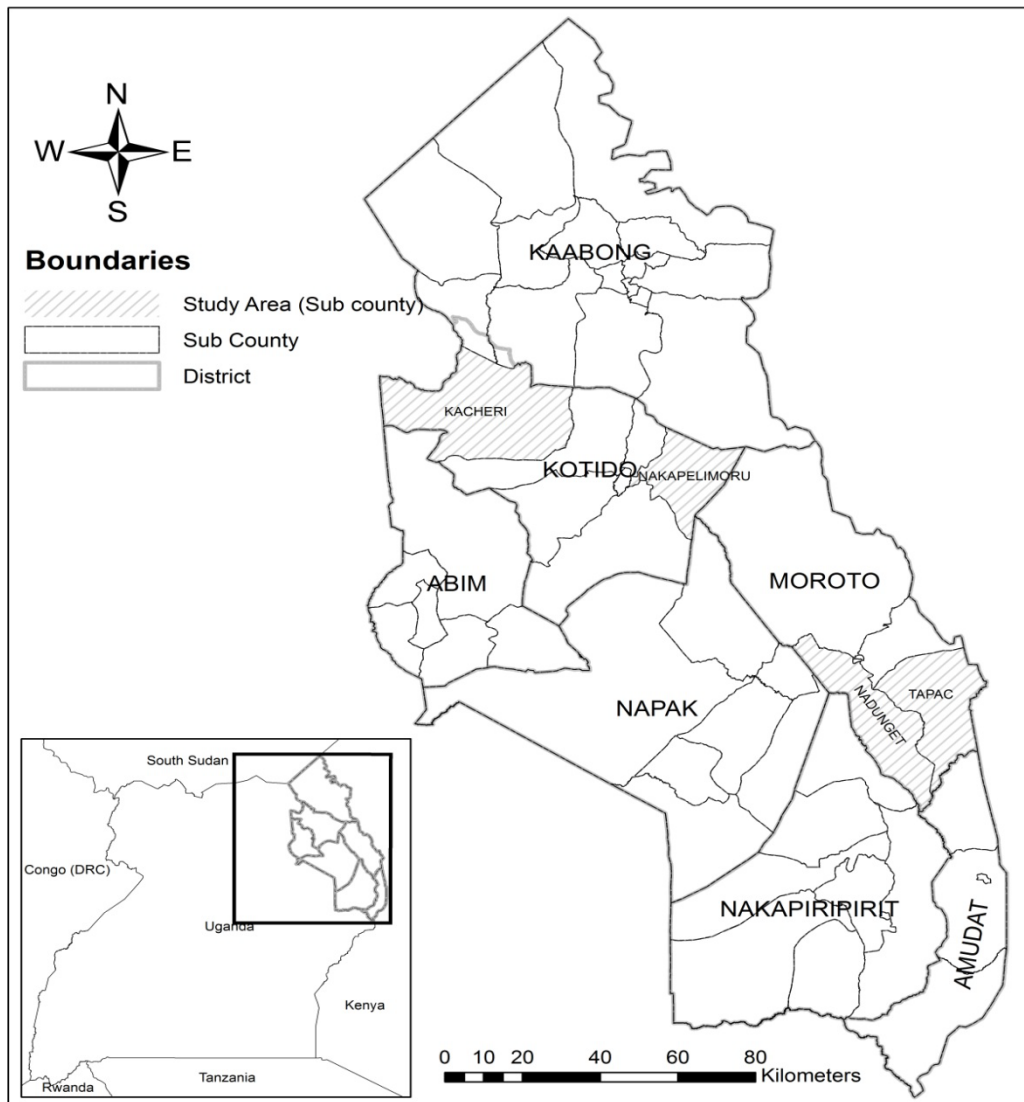 N
W E
S
Boundaries
Study Area (Sub county)
Sub County
District
KAABONG
KACHERI
KOTIDO
NAKAPELIMORU
ABIM
MOROTO
NAPAK
NADUNGET
TAPAC
NAKAPIRIPIRIT
AMUDAT
South Sudan
Congo (DRC)
Uganda
Kenya
Tanzania
Rwanda
0 10 20 40 60 80
Kilometers